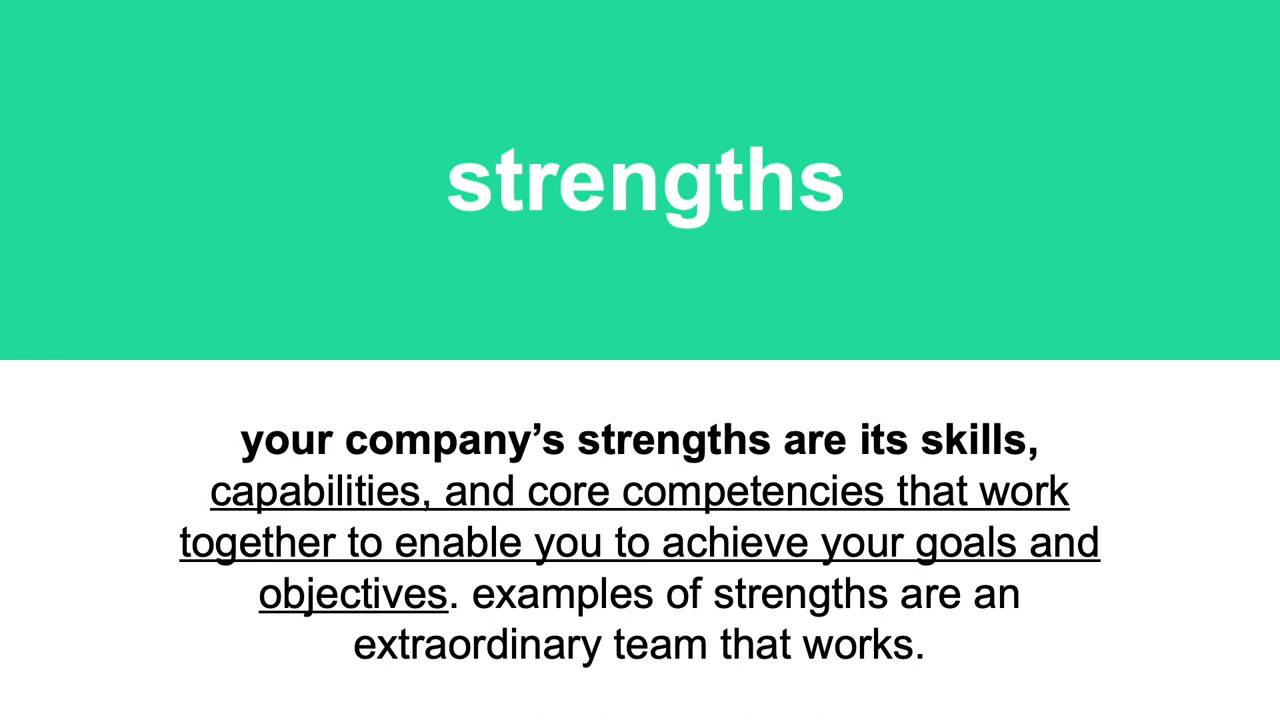 strengths
your company’s strengths are its skills,
capabilities, and core competencies that work
together to enable you to achieve your goals and
objectives. examples of strengths are an
extraordinary team that works.